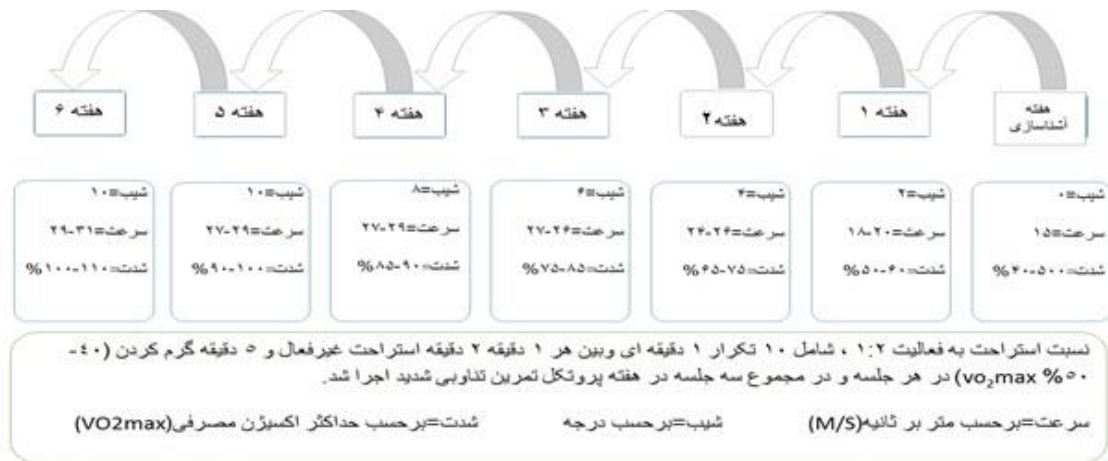 هفته
آشناسازی
هفته ۱
هفته ۲
هفته ۳
هفته ۴
هفته ۵
هفته ۶
شیب=۰
سرعت=۱۵
شدت=۵۰-۴۰%
شیب=۲
سرعت=۲۰-۱۸
شدت=۶۰-۵۰%
شیب=۴
سرعت=۲۶-۲۴
شدت=۷۵-۶۵%
شیب=۶
سرعت=۲۶-۲۷
شدت=۸۵-۷۵%
شیب=۸
سرعت=۲۹-۲۷
شدت=۹۰-۸۵%
شیب=۱۰
سرعت=۲۹-۲۷
شدت=۱۰۰-۹۰%
شیب=۱۰
سرعت=۳۱-۲۹
شدت=۱۱۰-۱۰۰%
نسبت استراحت به فعالیت ۱:۲ ، شامل ۱۰ تکرار ۱ دقیقه ای وبین هر ۱ دقیقه ۲ دقیقه استراحت غیرفعال و ۵ دقیقه گرم کردن (٤٠-
٥٠% vo₂max) در هر جلسه و در مجموع سه جلسه در هفته پروتکل تمرین تناوبی شدید اجرا شد.
سرعت=برحسب متر بر ثانیه(M/S) شیب=برحسب درجه شدت=برحسب حداکثر اکسیژن مصرفی(VO2max)